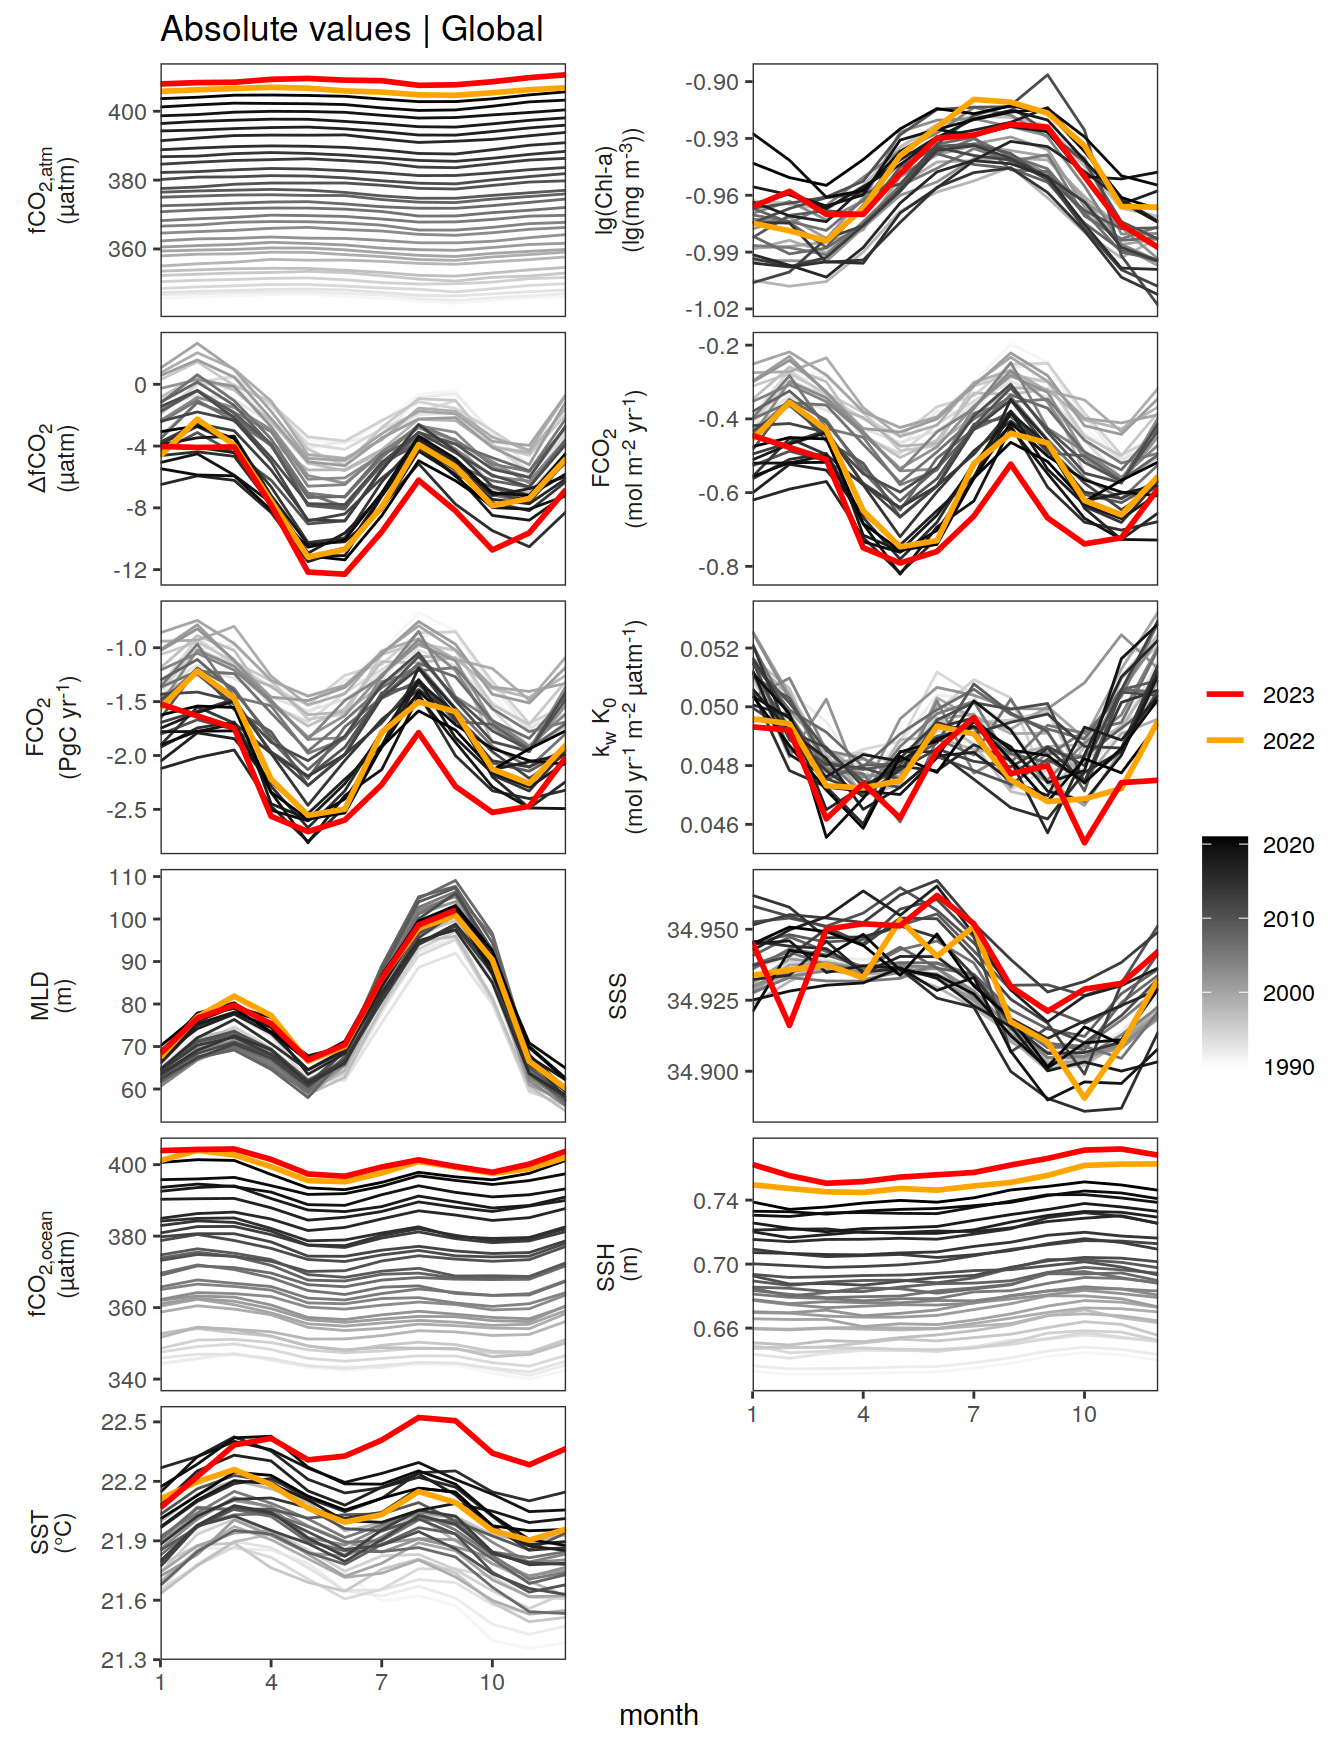 Absolute values | Global
fCO2,atm
(µatm)
400
380
360
lg(Chl-a)
(lg(mg m-3))
-0.90
-0.93
-0.96
-0.99
-1.02
ΔfCO2
(µatm)
0
-4
-8
-12
FCO2
(mol m-2 yr-1)
-0.2
-0.4
-0.6
-0.8
FCO2
(PgC yr-1)
-1.0
-1.5
-2.0
-2.5
kw K0
(mol yr-1 m-2 µatm-1)
0.052
0.050
0.048
0.046
MLD
(m)
110
100
90
80
70
60
SSS
34.950
34.925
34.900
fCO2,ocean
(µatm)
400
380
360
340
SSH
(m)
0.74
0.70
0.66
1 4 7 10
SST
(°C)
22.5
22.2
21.9
21.6
21.3
1 4 7 10
month
2023
2022
2020
2010
2000
1990